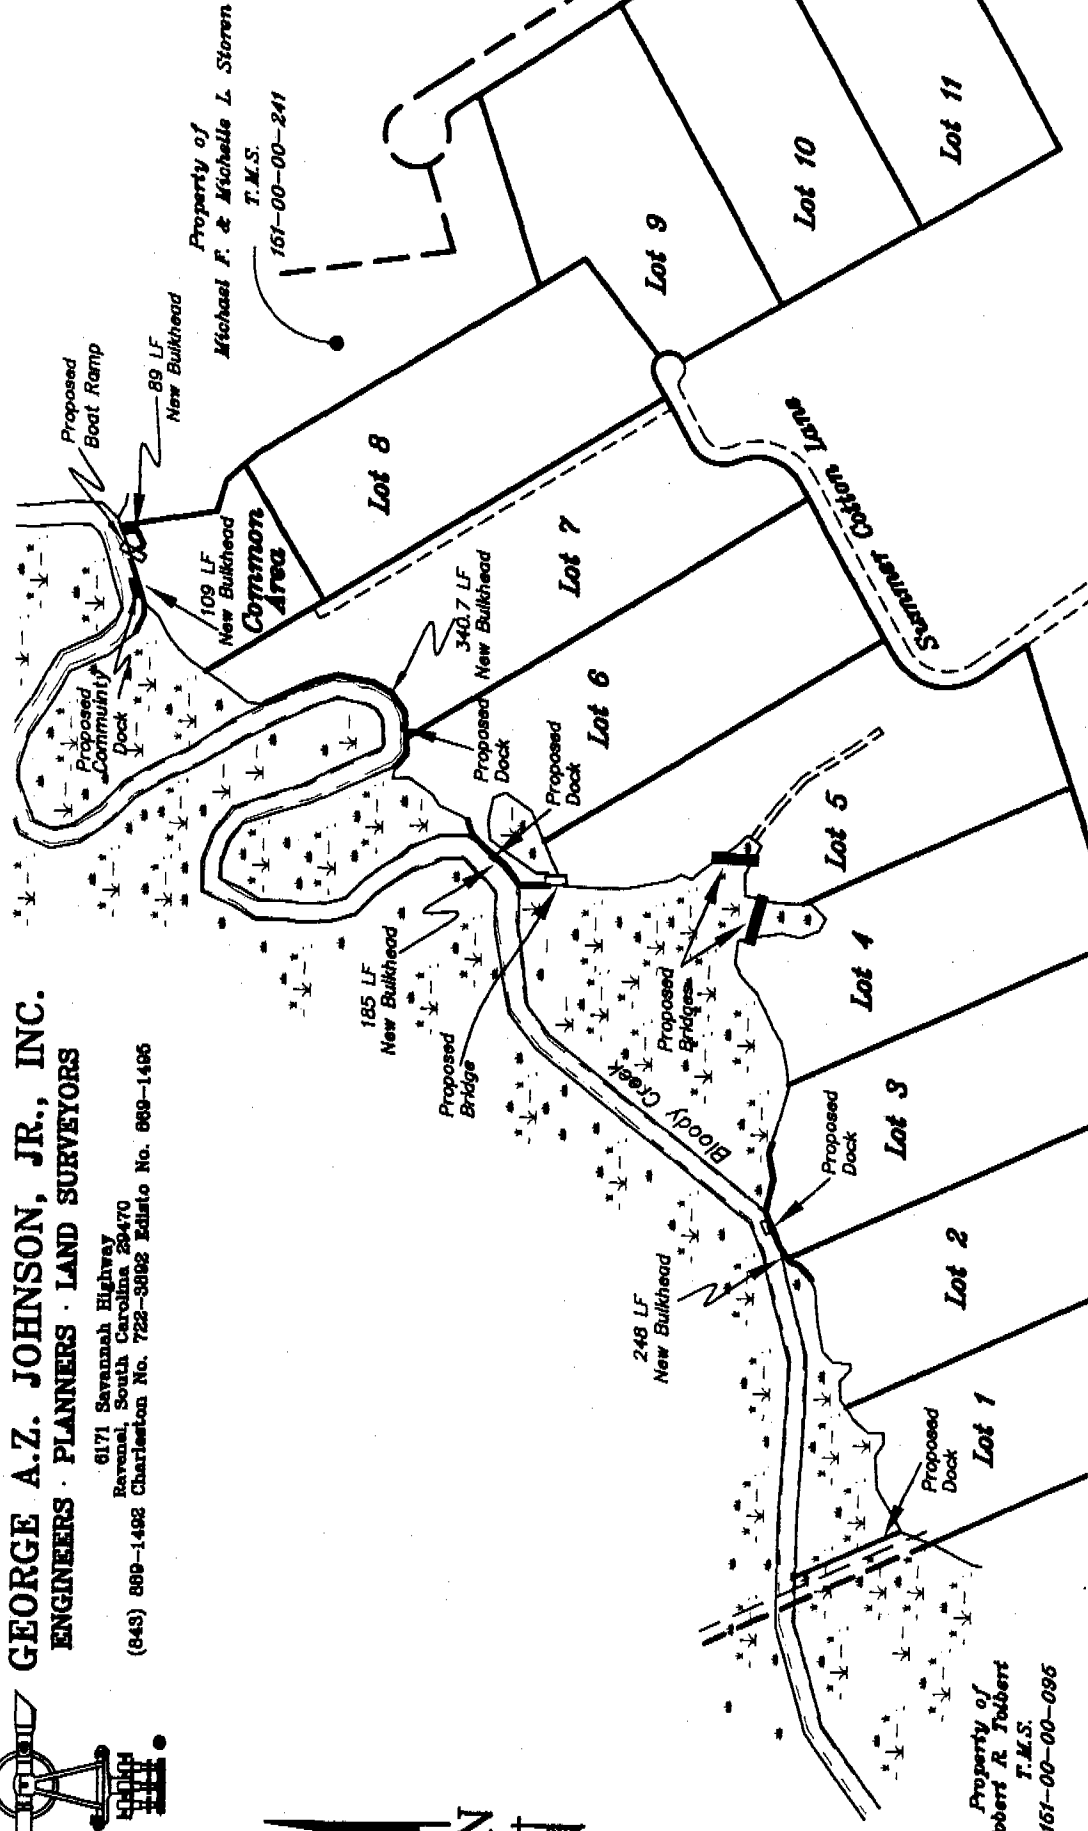 GEORGE A.Z. JOHNSON, JR., INC.
ENGINEERS · PLANNERS · LAND SURVEYORS
6171 Savannah Highway
Ravenel, South Carolina 29470
(843) 889-1492 Charleston No. 722-3892 Edisto No. 869-1495
N
Property of
Michael F. & Michelle L. Storen
T.M.S.
161-00-00-241
Proposed
Boat Ramp
89 LF
New Bulkhead
109 LF
New Bulkhead
Common
Area
Proposed
Community
Dock
340.7 LF
New Bulkhead
Proposed
Dock
Proposed
Dock
185 LF
New Bulkhead
Proposed
Bridge
Proposed
Bridges
Bloody Creek
248 LF
New Bulkhead
Proposed
Dock
Proposed
Dock
Lot 1
Lot 2
Lot 3
Lot 4
Lot 5
Lot 6
Lot 7
Lot 8
Lot 9
Lot 10
Lot 11
Summer Cotton Lane
Property of
obert R. Tolbert
T.M.S.
161-00-00-095